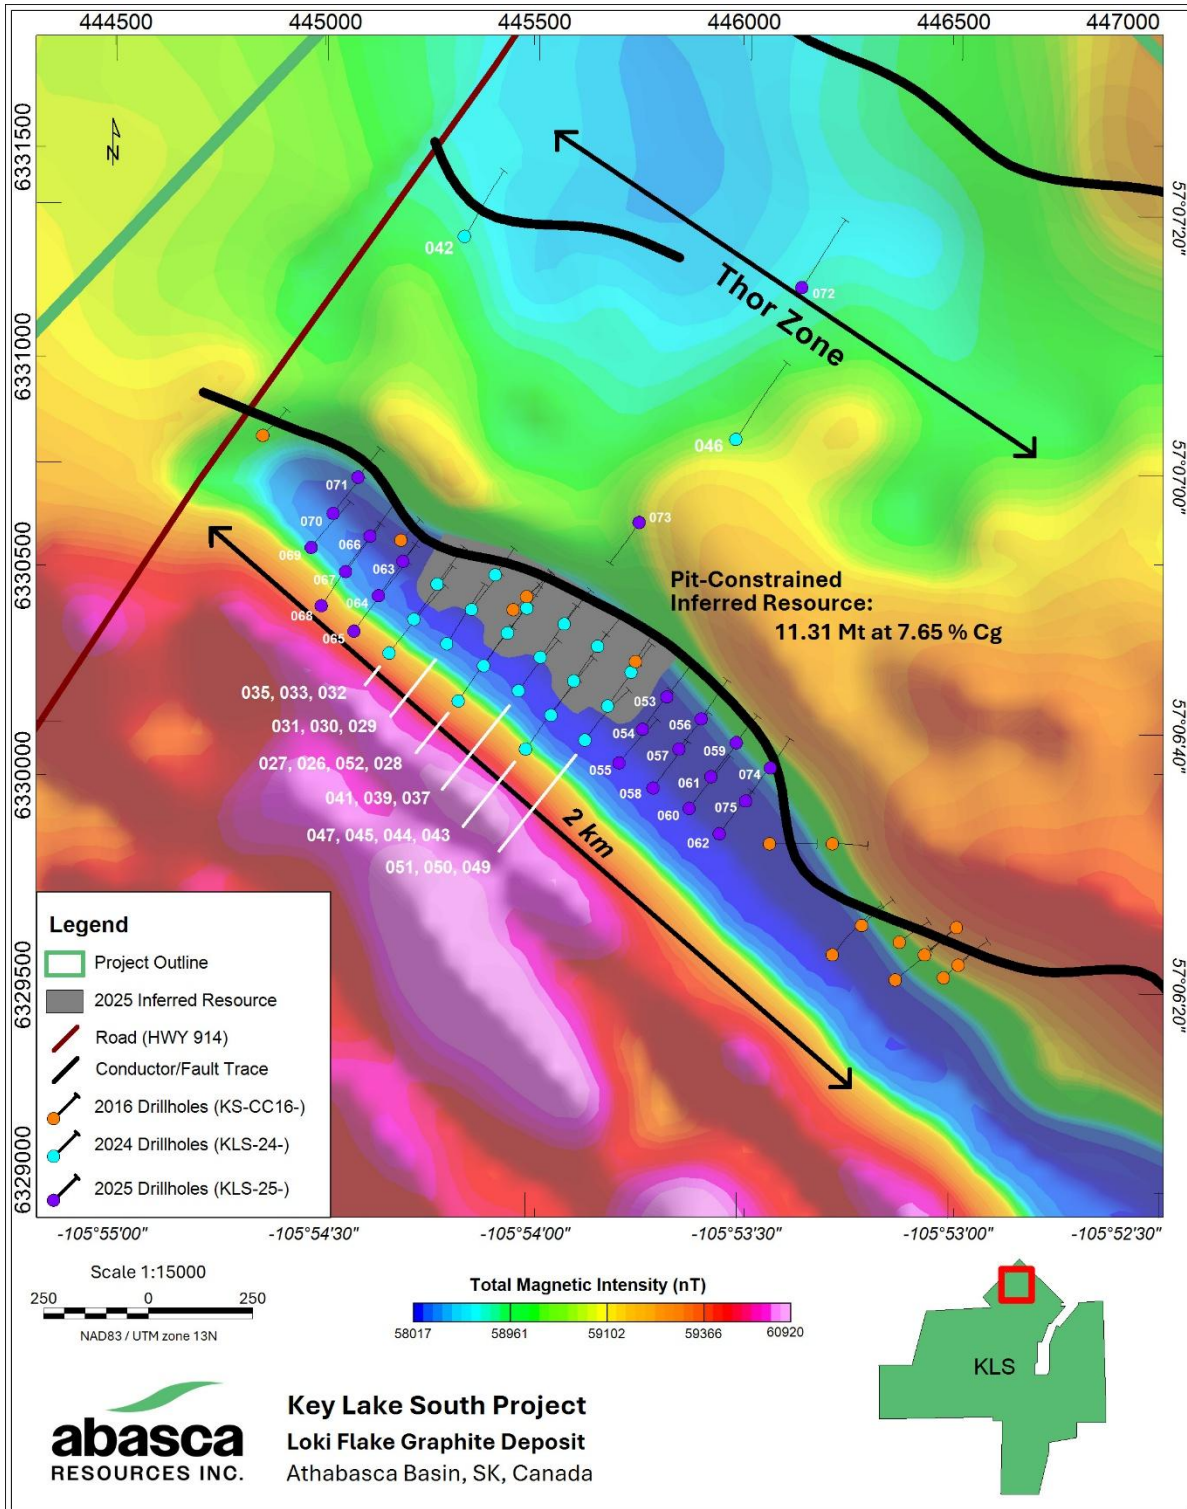 444500 445000 445500 446000 446500 447000
6331500
6331000
6330500
6330000
6329500
6329000
57°07'20"
57°07'00"
57°06'40"
57°06'20"
N
042
072
Thor Zone
046
073
071
070
069
066
067
063
068
064
065
Pit-Constrained
Inferred Resource:
11.31 Mt at 7.65 % Cg
035, 033, 032
031, 030, 029
027, 026, 052, 028
041, 039, 037
047, 045, 044, 043
051, 050, 049
053
054
056
055
057
059
058
061
074
060
075
062
2 km
Legend
Project Outline
2025 Inferred Resource
Road (HWY 914)
Conductor/Fault Trace
2016 Drillholes (KS-CC16-)
2024 Drillholes (KLS-24-)
2025 Drillholes (KLS-25-)
-105°55'00" -105°54'30" -105°54'00" -105°53'30" -105°53'00" -105°52'30"
Scale 1:15000
250 0 250
NAD83 / UTM zone 13N
Total Magnetic Intensity (nT)
58017 58961 59102 59366 60920
KLS
abasca
RESOURCES INC.
Key Lake South Project
Loki Flake Graphite Deposit
Athabasca Basin, SK, Canada